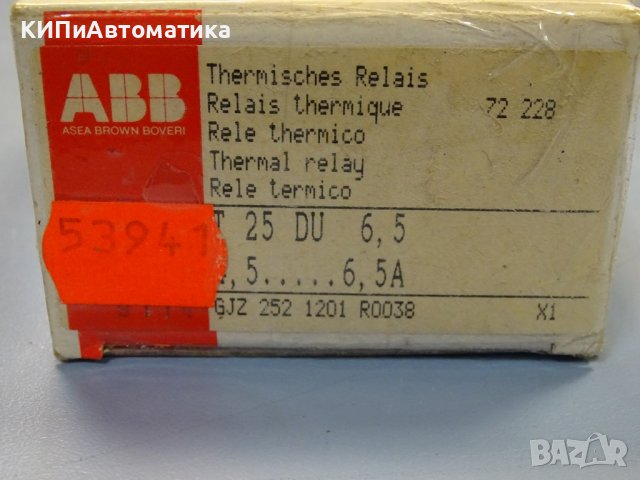 КИПиАвтоматика
ABB
ASEA BROWN BOVERI
Thermisches Relais
Relais thermique 72 228
Rele thermico
Thermal relay
Rele termico
53941
T 25 DU 6,5
,5.....6,5A
GJZ 252 1201 R0038 X1
BAZAR